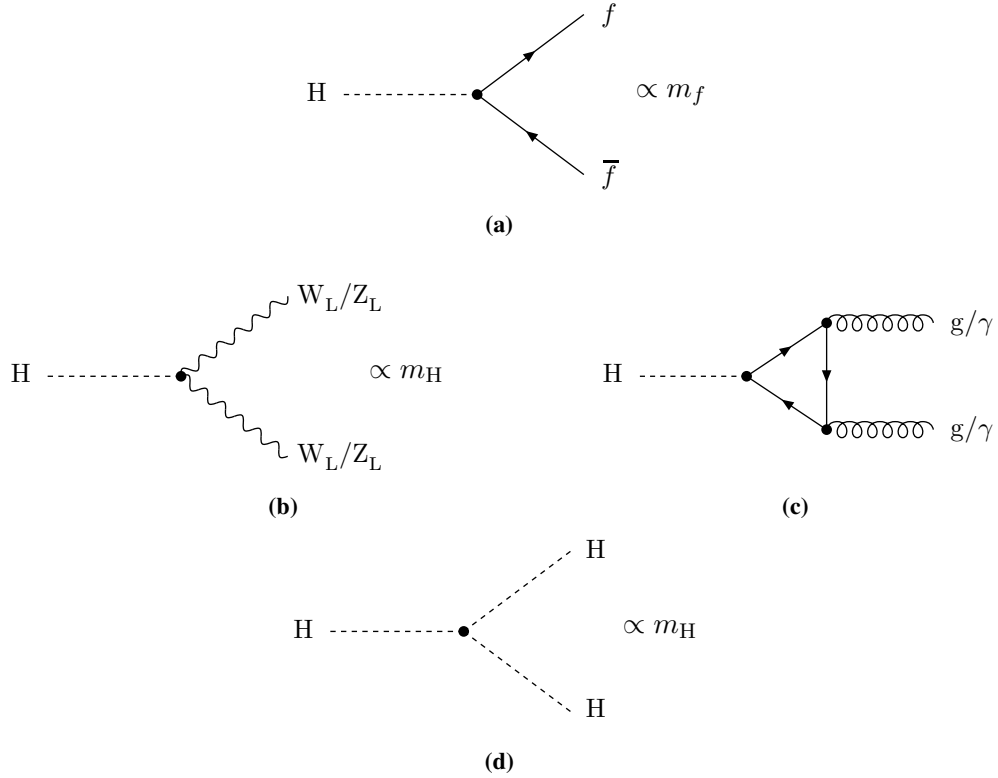 f
H
∝ m_f
f̅
(a)
W_L/Z_L
H
∝ m_H
W_L/Z_L
(b)
g/γ
H
g/γ
(c)
H
H
∝ m_H
H
(d)